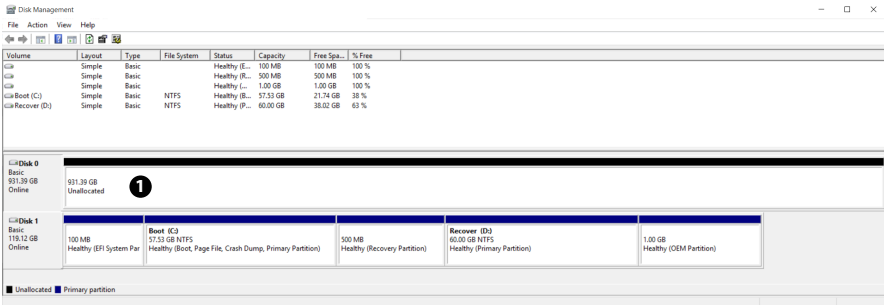 Disk Management
File Action View Help
Volume Layout Type File System Status Capacity Free Spa... % Free
Simple Basic Healthy (E... 100 MB 100 MB 100 %
Simple Basic Healthy (R... 500 MB 500 MB 100 %
Simple Basic Healthy (... 1.00 GB 1.00 GB 100 %
Boot (C:) Simple Basic NTFS Healthy (B... 57.53 GB 21.74 GB 38 %
Recover (D:) Simple Basic NTFS Healthy (P... 60.00 GB 38.02 GB 63 %
Disk 0
Basic
931.39 GB
Online
931.39 GB
Unallocated
1
Disk 1
Basic
119.12 GB
Online
100 MB
Healthy (EFI System Par
Boot (C:)
57.53 GB NTFS
Healthy (Boot, Page File, Crash Dump, Primary Partition)
500 MB
Healthy (Recovery Partition)
Recover (D:)
60.00 GB NTFS
Healthy (Primary Partition)
1.00 GB
Healthy (OEM Partition)
Unallocated Primary partition